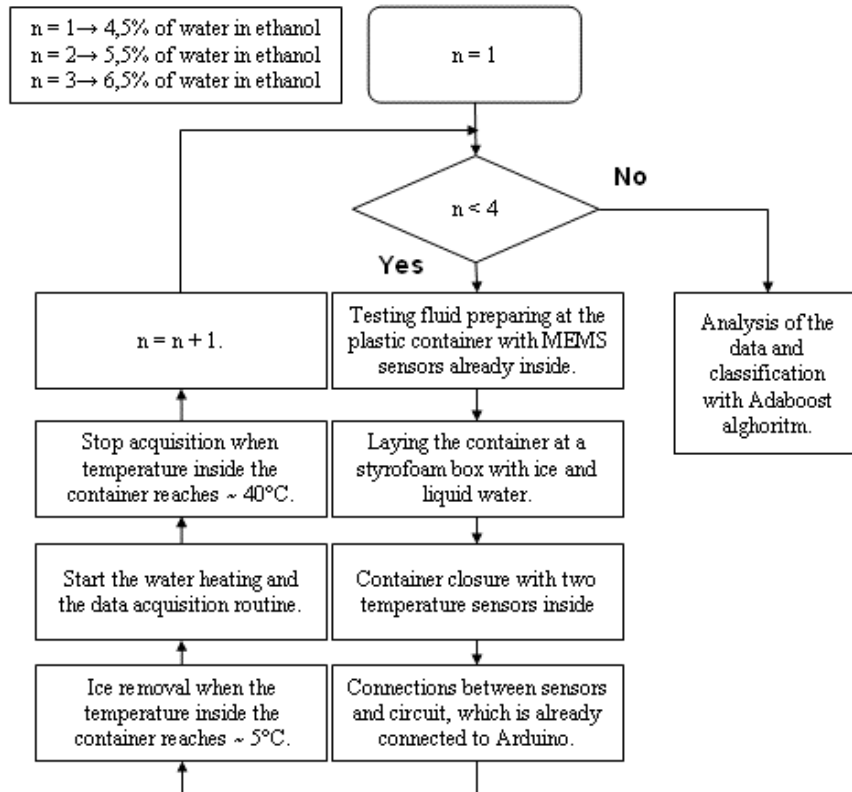 n = 1→ 4,5% of water in ethanol
n = 2→ 5,5% of water in ethanol
n = 3→ 6,5% of water in ethanol
n = 1
n < 4
No
Yes
Testing fluid preparing at the
plastic container with MEMS
sensors already inside.
Laying the container at a
styrofoam box with ice and
liquid water.
Container closure with two
temperature sensors inside
Connections between sensors
and circuit, which is already
connected to Arduino.
Ice removal when the
temperature inside the
container reaches ~ 5°C.
Start the water heating and
the data acquisition routine.
Stop acquisition when
temperature inside the
container reaches ~ 40°C.
n = n + 1.
Analysis of the
data and
classification
with Adaboost
alghoritm.